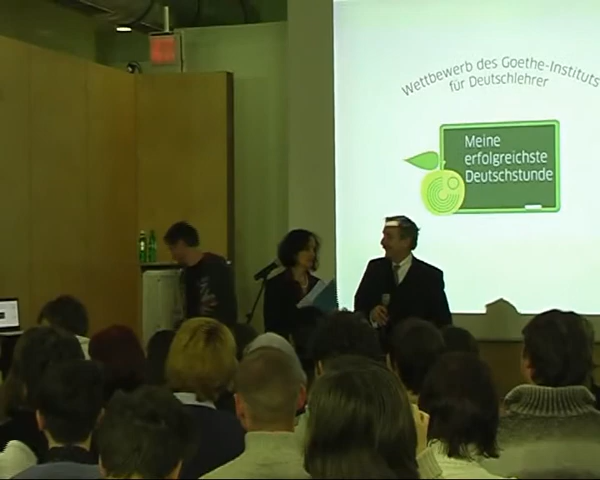 Wettbewerb des Goethe-Instituts
für Deutschlehrer
Meine
erfolgreichste
Deutschstunde